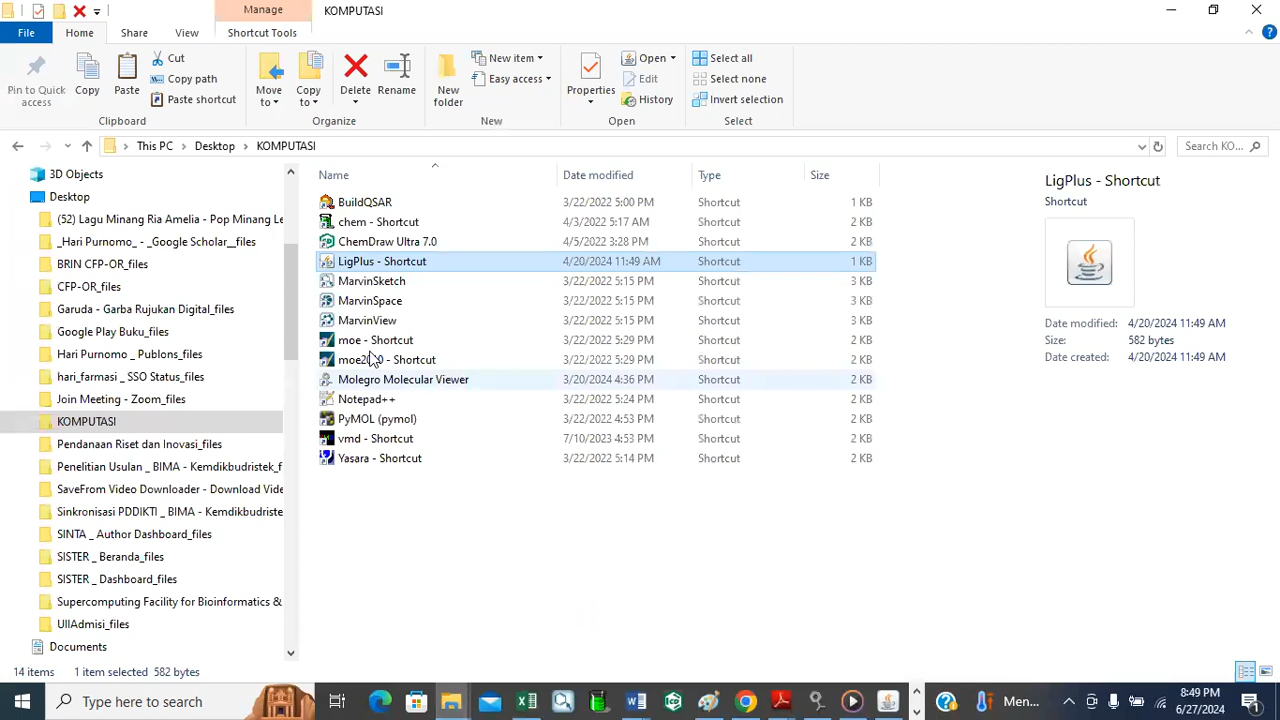 Manage
KOMPUTASI
File
Home
Share
View
Shortcut Tools
Pin to Quick access
Copy
Paste
Cut
Copy path
Paste shortcut
Clipboard
Move to
Copy to
Delete
Rename
Organize
New folder
New item
Easy access
New
Properties
Open
Edit
History
Open
Select all
Select none
Invert selection
Select
This PC
Desktop
KOMPUTASI
Search KO...
3D Objects
Desktop
(52) Lagu Minang Ria Amelia - Pop Minang Le
_Hari Purnomo_ - _Google Scholar__files
BRIN CFP-OR_files
CFP-OR_files
Garuda - Garba Rujukan Digital_files
Google Play Buku_files
Hari Purnomo _ Publons_files
hari_farmasi _ SSO Status_files
Join Meeting - Zoom_files
KOMPUTASI
Pendanaan Riset dan Inovasi_files
Penelitian Usulan _ BIMA - Kemdikbudristek_f
SaveFrom Video Downloader - Download Vide
Sinkronisasi PDDIKTI _ BIMA - Kemdikbudriste
SINTA _ Author Dashboard_files
SISTER _ Beranda_files
SISTER _ Dashboard_files
Supercomputing Facility for Bioinformatics &
UIIAdmisi_files
Documents
Name Date modified Type Size
BuildQSAR 3/22/2022 5:00 PM Shortcut 1 KB
chem - Shortcut 4/3/2022 5:17 AM Shortcut 2 KB
ChemDraw Ultra 7.0 4/5/2022 3:28 PM Shortcut 2 KB
LigPlus - Shortcut 4/20/2024 11:49 AM Shortcut 1 KB
MarvinSketch 3/22/2022 5:15 PM Shortcut 3 KB
MarvinSpace 3/22/2022 5:15 PM Shortcut 3 KB
MarvinView 3/22/2022 5:15 PM Shortcut 3 KB
moe - Shortcut 3/22/2022 5:29 PM Shortcut 2 KB
- Shortcut 3/22/2022 5:29 PM Shortcut 2 KB
Molegro Molecular Viewer 3/20/2024 4:36 PM Shortcut 2 KB
Notepad++ 3/22/2022 5:24 PM Shortcut 2 KB
PyMOL (pymol) 3/22/2022 4:53 PM Shortcut 2 KB
vmd - Shortcut 7/10/2023 4:53 PM Shortcut 2 KB
Yasara - Shortcut 3/22/2022 5:14 PM Shortcut 2 KB
LigPlus - Shortcut
Shortcut
Date modified: 4/20/2024 11:49 AM
Size: 582 bytes
Date created: 4/20/2024 11:49 AM
14 items 1 item selected 582 bytes
Type here to search
Men...
8:49 PM
6/27/2024
1